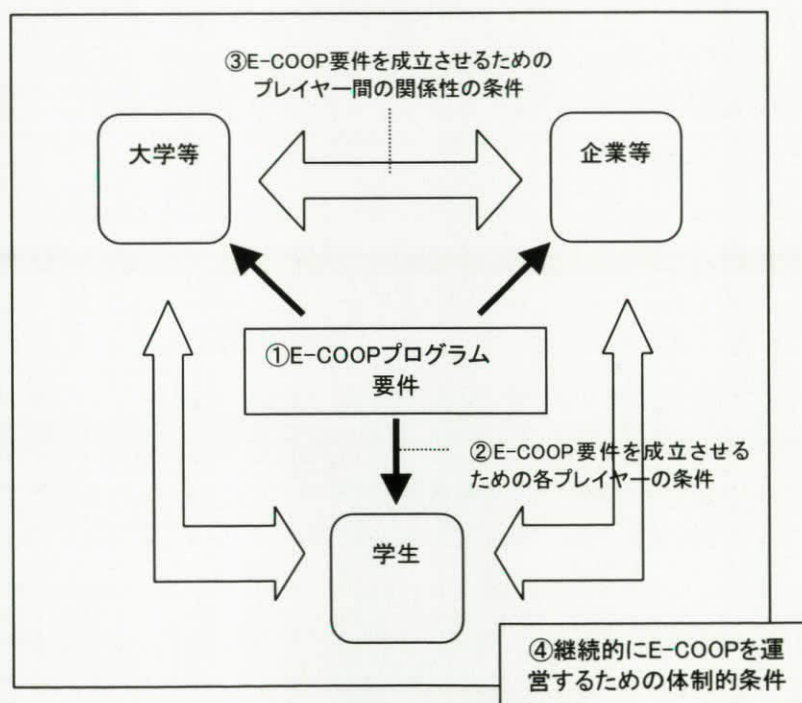 ③E-COOP要件を成立させるための
プレイヤー間の関係性の条件
大学等
企業等
①E-COOPプログラム
要件
②E-COOP要件を成立させる
ための各プレイヤーの条件
学生
④継続的にE-COOPを運
営するための体制的条件